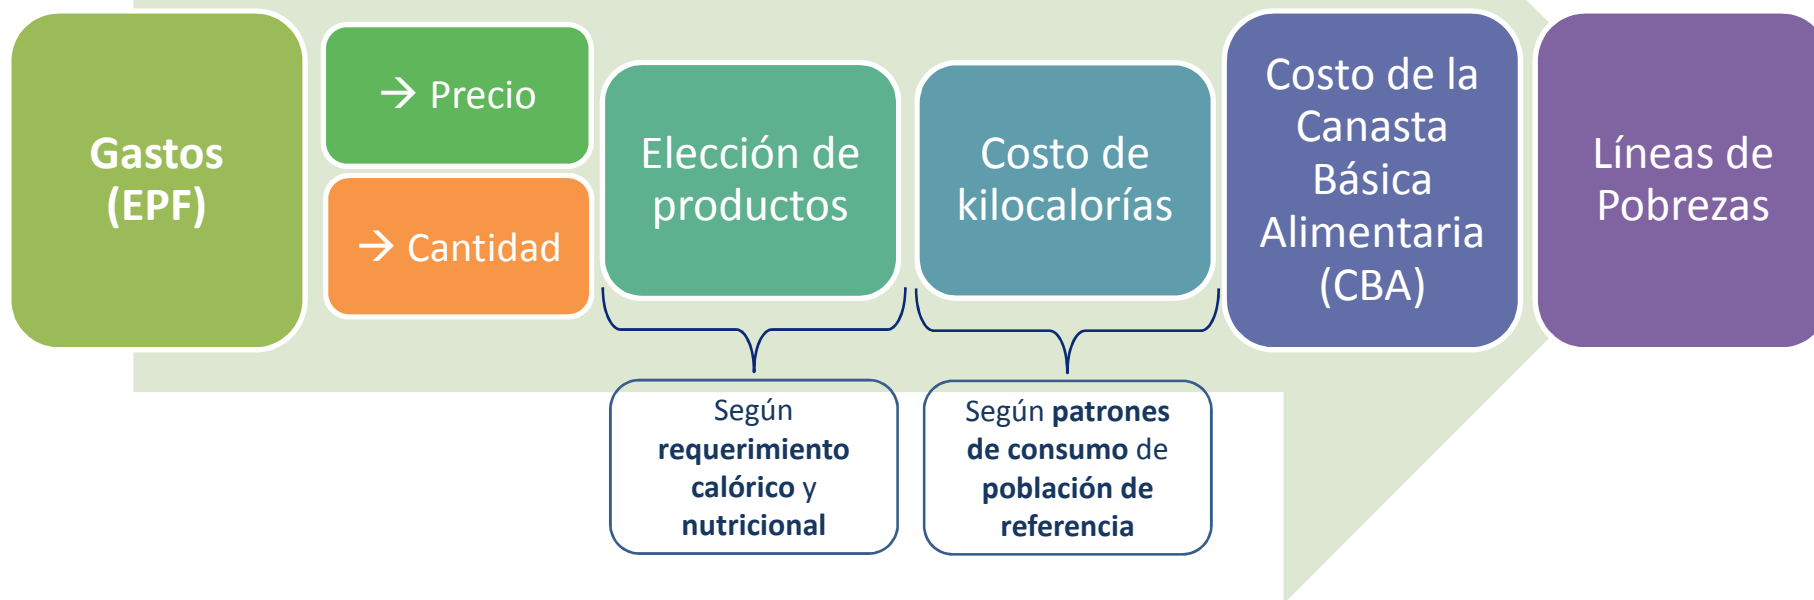 Gastos
(EPF)
→ Precio
→ Cantidad
Elección de
productos
Costo de
kilocalorías
Costo de la
Canasta
Básica
Alimentaria
(CBA)
Líneas de
Pobrezas
Según
requerimiento
calórico y
nutricional
Según patrones
de consumo de
población de
referencia